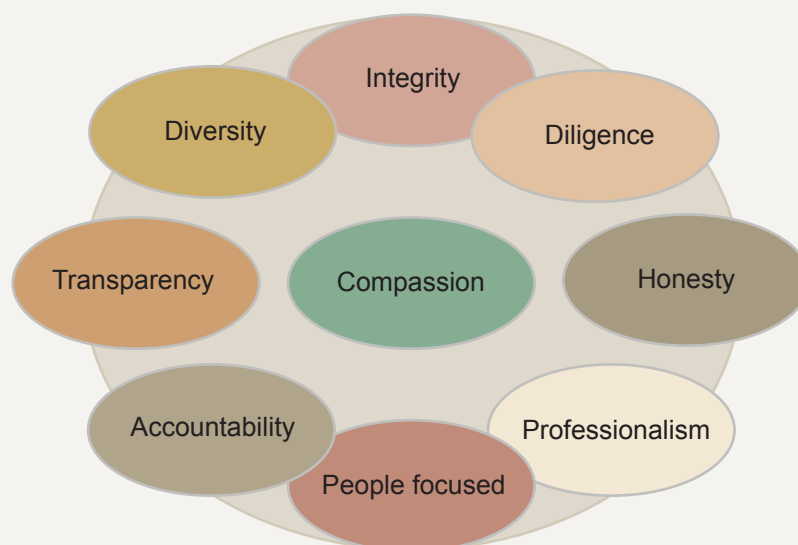 Integrity
Diversity
Diligence
Transparency
Compassion
Honesty
Accountability
Professionalism
People focused